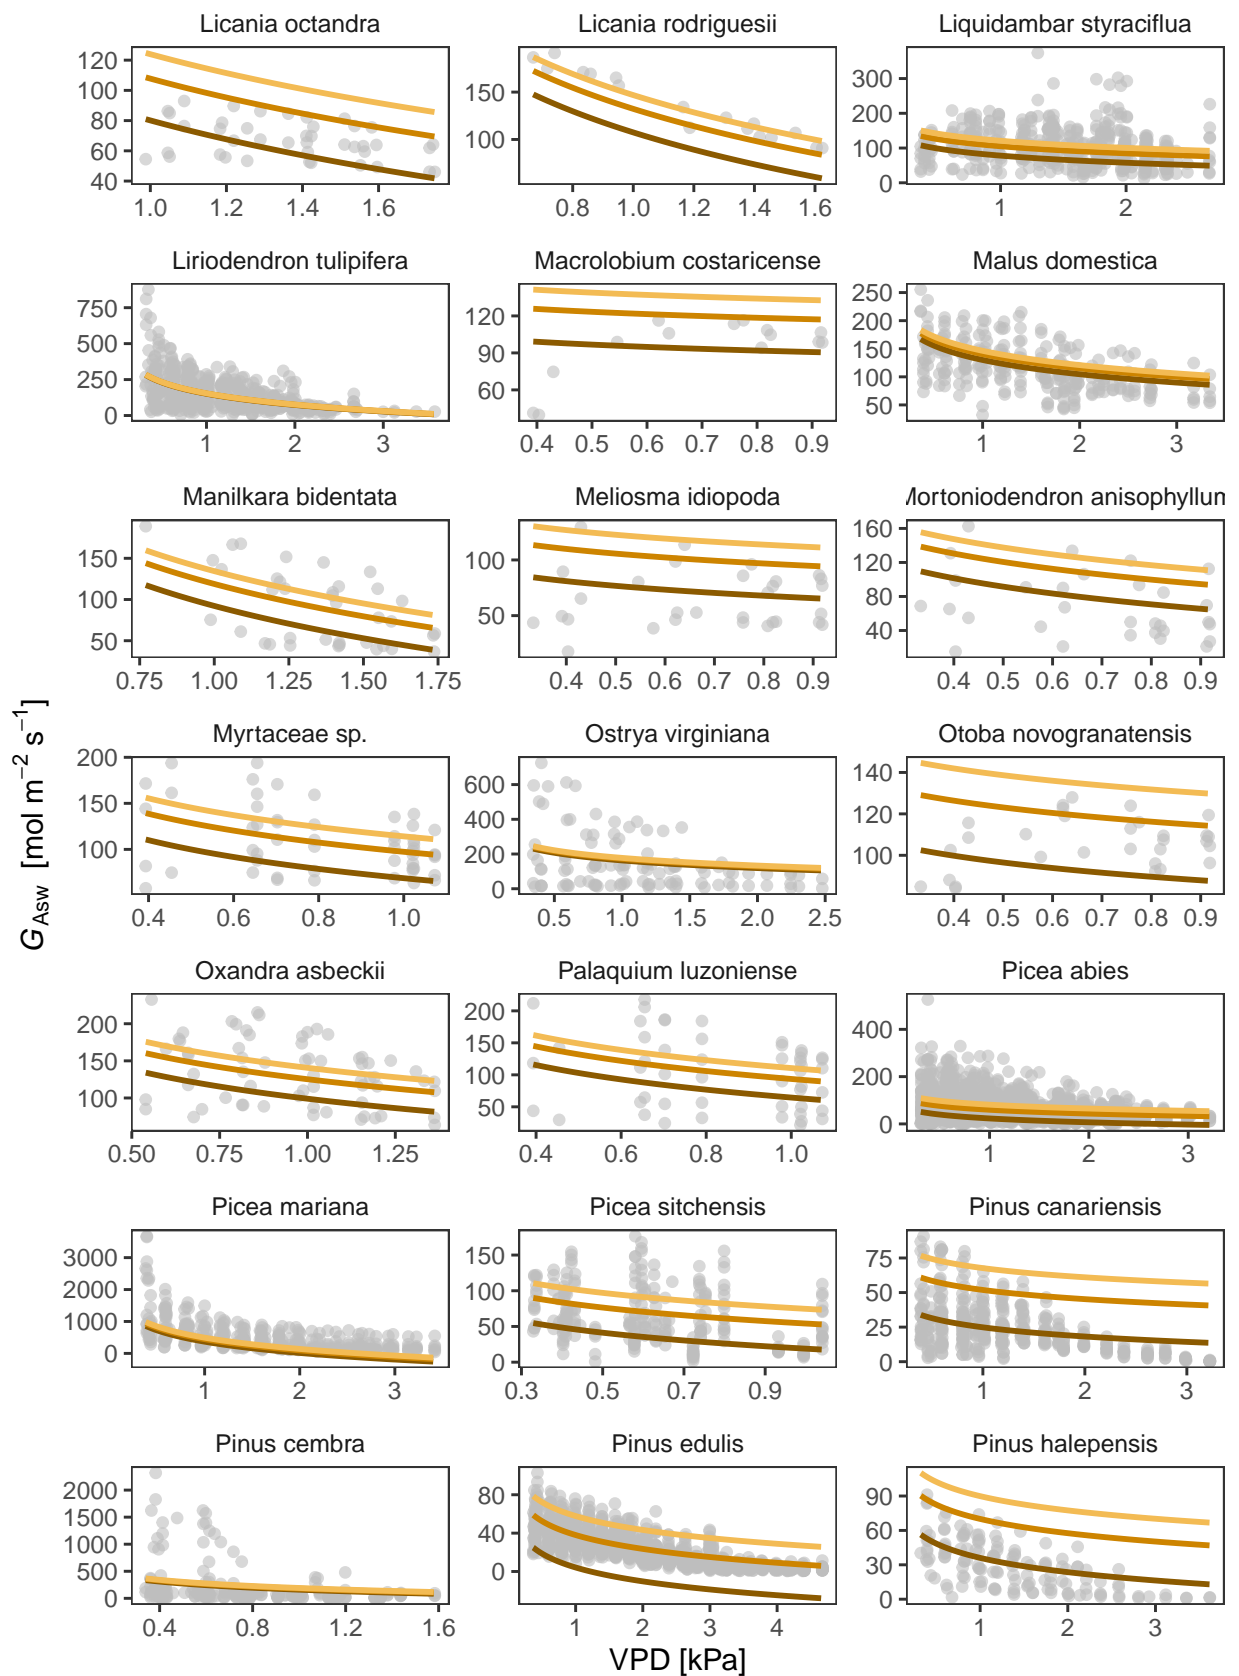 Licania octandra
Licania rodriguesii
Liquidambar styraciflua
120
100
80
60
40
1.0 1.2 1.4 1.6
150
100
0.8 1.0 1.2 1.4 1.6
300
200
100
0
1 2
Liriodendron tulipifera
Macrolobium costaricense
Malus domestica
750
500
250
0
1 2 3
120
90
60
0.4 0.5 0.6 0.7 0.8 0.9
250
200
150
100
50
1 2 3
Manilkara bidentata
Meliosma idiopoda
Mortoniodendron anisophyllum
150
100
50
0.75 1.00 1.25 1.50 1.75
100
50
0.4 0.5 0.6 0.7 0.8 0.9
160
120
80
40
0.4 0.5 0.6 0.7 0.8 0.9
Myrtaceae sp.
Ostrya virginiana
Otoba novogranatensis
200
150
100
0.4 0.6 0.8 1.0
600
400
200
0
0.5 1.0 1.5 2.0 2.5
140
120
100
0.4 0.5 0.6 0.7 0.8 0.9
Oxandra asbeckii
Palaquium luzoniense
Picea abies
200
150
100
0.50 0.75 1.00 1.25
200
150
100
50
0.4 0.6 0.8 1.0
400
200
0
1 2 3
Picea mariana
Picea sitchensis
Pinus canariensis
3000
2000
1000
0
1 2 3
150
100
50
0
0.3 0.5 0.7 0.9
75
50
25
0
1 2 3
Pinus cembra
Pinus edulis
Pinus halepensis
2000
1500
1000
500
0
0.4 0.8 1.2 1.6
80
40
0
1 2 3 4
90
60
30
0
1 2 3
G_Asw [mol m⁻² s⁻¹]
VPD [kPa]